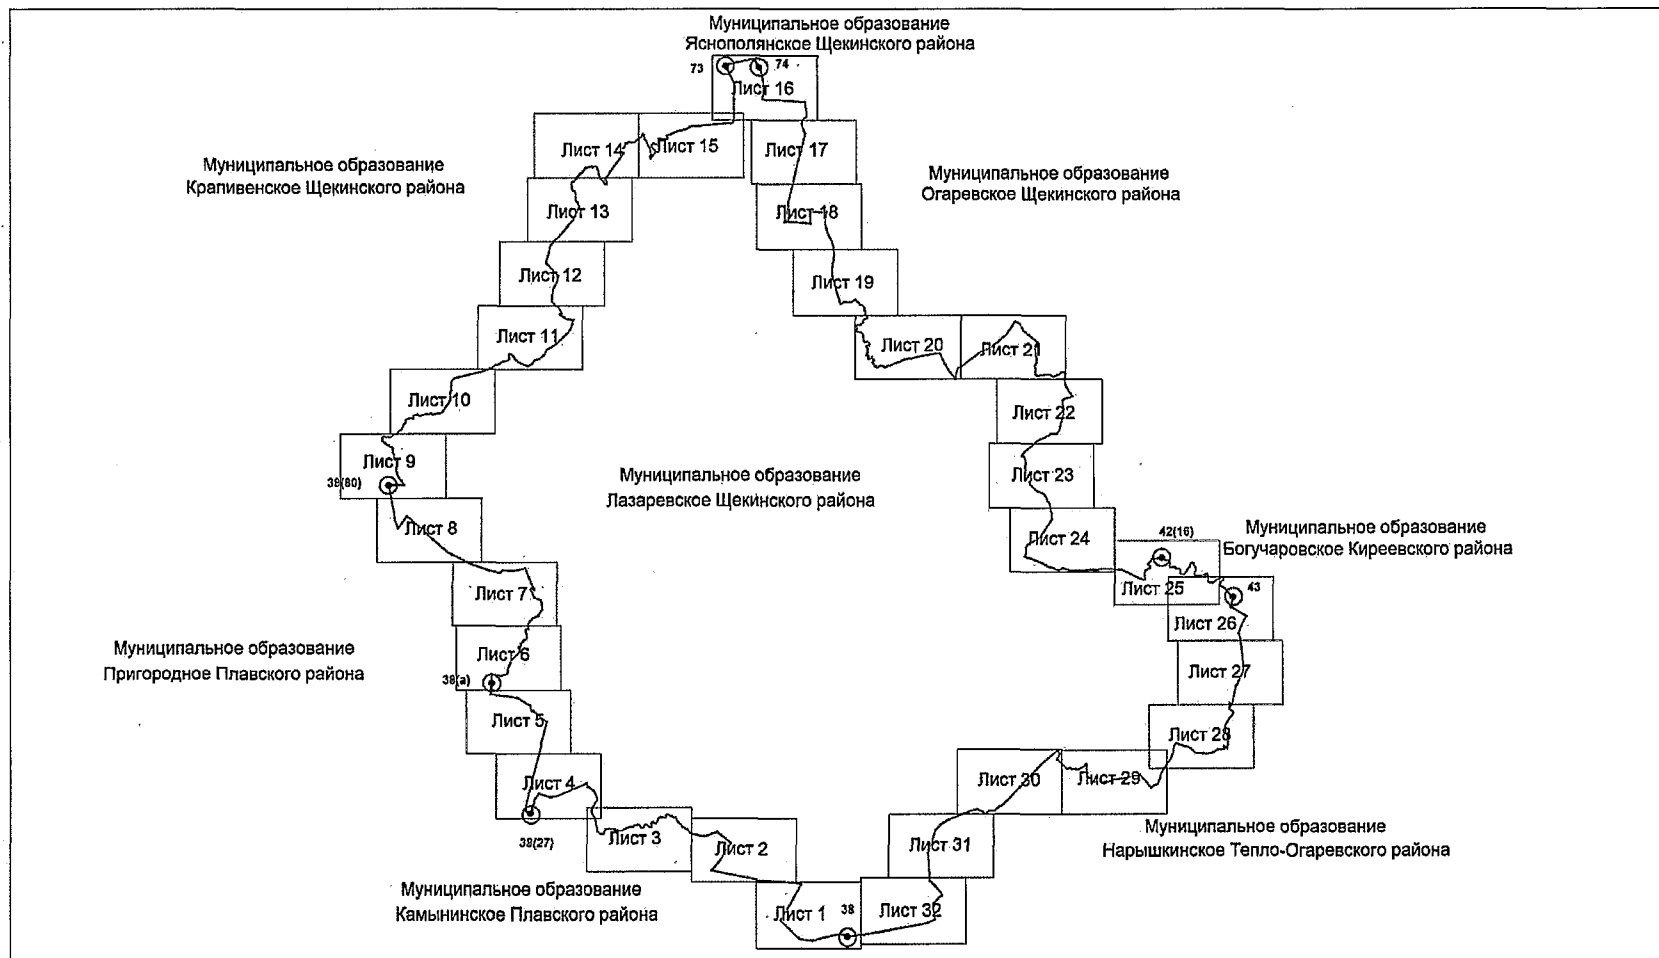 Муниципальное образование
Яснополянское Щекинского района
73
74
Лист 16
Лист 14
Лист 15
Лист 17
Муниципальное образование
Крапивенское Щекинского района
Муниципальное образование
Огаревское Щекинского района
Лист 13
Лист 18
Лист 12
Лист 19
Лист 11
Лист 20
Лист 21
Лист 10
Лист 22
Лист 9
38(80)
Муниципальное образование
Лазаревское Щекинского района
Лист 23
Лист 8
Лист 24
42(16)
Муниципальное образование
Богучаровское Киреевского района
Лист 25
43
Лист 7
Лист 26
Муниципальное образование
Пригородное Плавского района
Лист 6
38(а)
Лист 27
Лист 5
Лист 28
Лист 4
38(27)
Лист 30
Лист 29
Лист 3
Лист 2
Лист 31
Муниципальное образование
Нарышкинское Тепло-Огаревского района
Муниципальное образование
Камынинское Плавского района
Лист 1
38
Лист 32